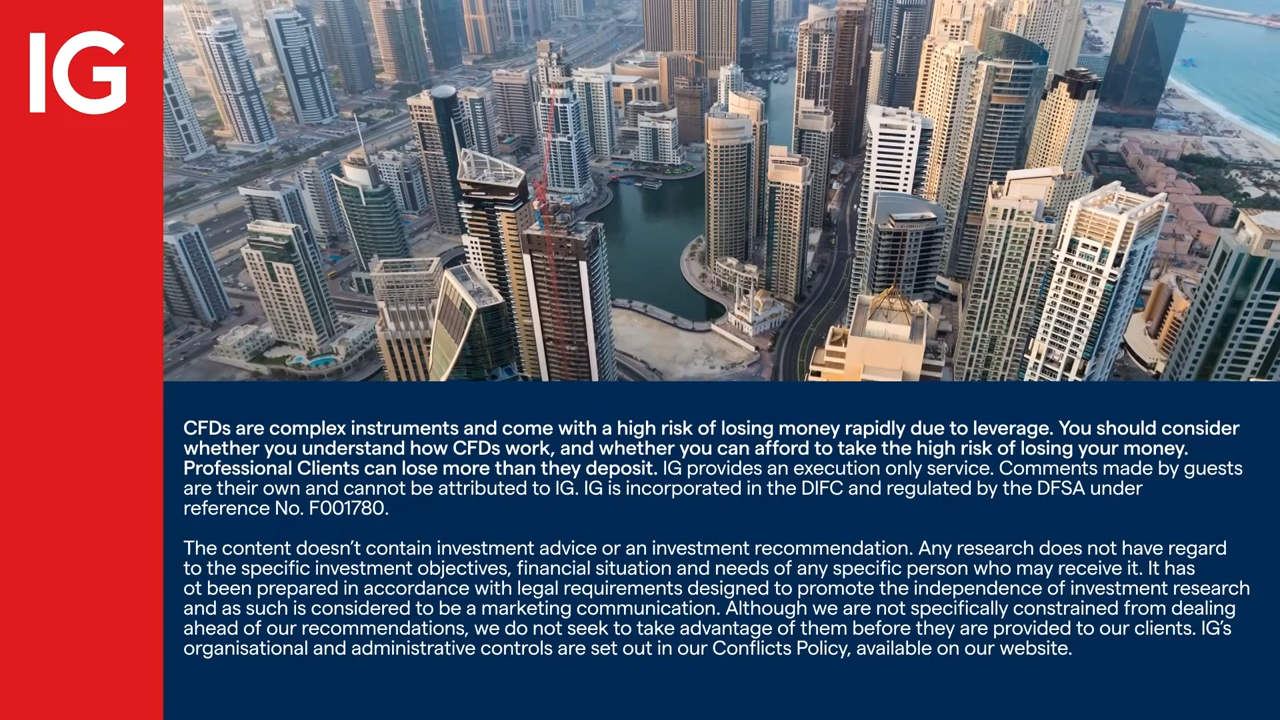 IG
CFDs are complex instruments and come with a high risk of losing money rapidly due to leverage. You should consider
whether you understand how CFDs work, and whether you can afford to take the high risk of losing your money.
Professional Clients can lose more than they deposit. IG provides an execution only service. Comments made by guests
are their own and cannot be attributed to IG. IG is incorporated in the DIFC and regulated by the DFSA under
reference No. F001780.
The content doesn't contain investment advice or an investment recommendation. Any research does not have regard
to the specific investment objectives, financial situation and needs of any specific person who may receive it. It has
ot been prepared in accordance with legal requirements designed to promote the independence of investment research
and as such is considered to be a marketing communication. Although we are not specifically constrained from dealing
ahead of our recommendations, we do not seek to take advantage of them before they are provided to our clients. IG's
organisational and administrative controls are set out in our Conflicts Policy, available on our website.